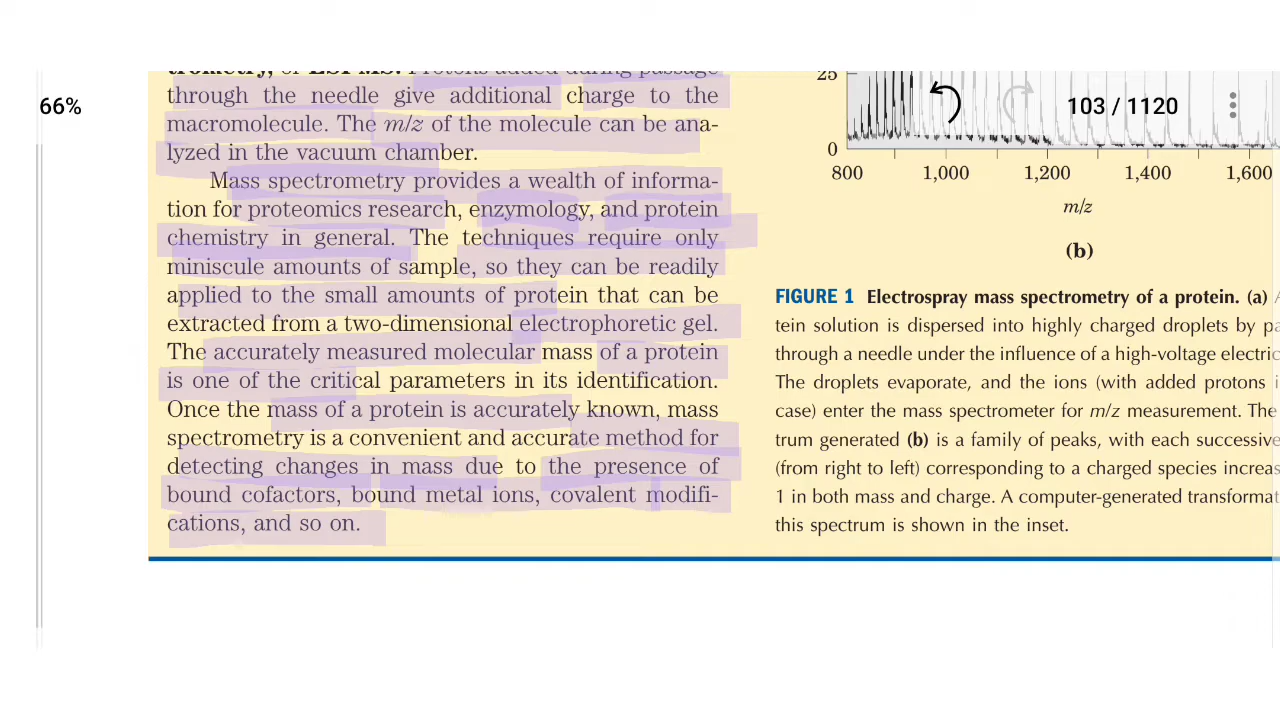 66%
trometry, or ESI MS. Protons added during passage
through the needle give additional charge to the
macromolecule. The m/z of the molecule can be ana-
lyzed in the vacuum chamber.
Mass spectrometry provides a wealth of informa-
tion for proteomics research, enzymology, and protein
chemistry in general. The techniques require only
miniscule amounts of sample, so they can be readily
applied to the small amounts of protein that can be
extracted from a two-dimensional electrophoretic gel.
The accurately measured molecular mass of a protein
is one of the critical parameters in its identification.
Once the mass of a protein is accurately known, mass
spectrometry is a convenient and accurate method for
detecting changes in mass due to the presence of
bound cofactors, bound metal ions, covalent modifi-
cations, and so on.
25
103 / 1120
0
800 1,000 1,200 1,400 1,600
m/z
(b)
FIGURE 1 Electrospray mass spectrometry of a protein. (a)
tein solution is dispersed into highly charged droplets by
through a needle under the influence of a high-voltage
The droplets evaporate, and the ions (with added protons
case) enter the mass spectrometer for m/z measurement. The
trum generated (b) is a family of peaks, with each successive
(from right to left) corresponding to a charged species
1 in both mass and charge. A computer-generated
this spectrum is shown in the inset.